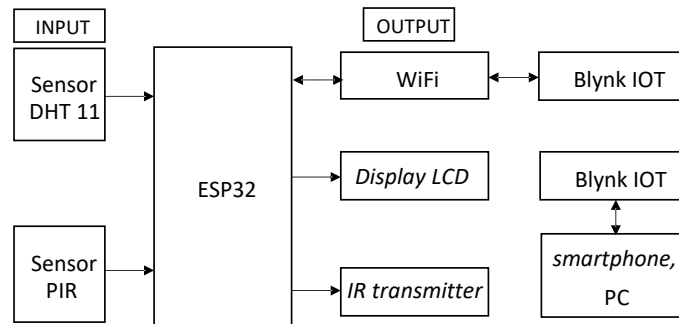 INPUT
OUTPUT
Sensor
DHT 11
ESP32
WiFi
Blynk IOT
Display LCD
Blynk IOT
Sensor
PIR
IR transmitter
smartphone,
PC